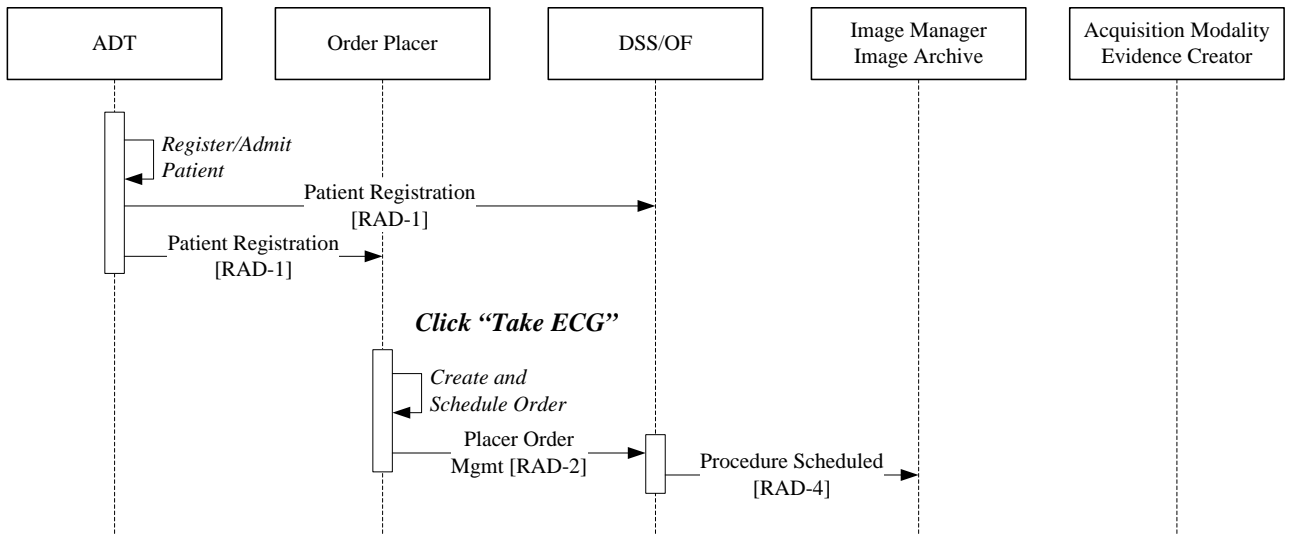 ADT
Order Placer
DSS/OF
Image Manager
Image Archive
Acquisition Modality
Evidence Creator
Register/Admit
Patient
Patient Registration
[RAD-1]
Patient Registration
[RAD-1]
Click “Take ECG”
Create and
Schedule Order
Placer Order
Mgmt [RAD-2]
Procedure Scheduled
[RAD-4]